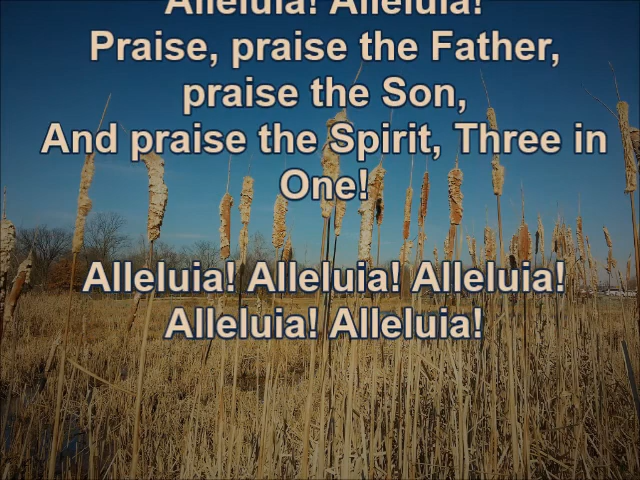 Alleluia! Alleluia!
Praise, praise the Father,
praise the Son,
And praise the Spirit, Three in
One!
Alleluia! Alleluia! Alleluia!
Alleluia! Alleluia!